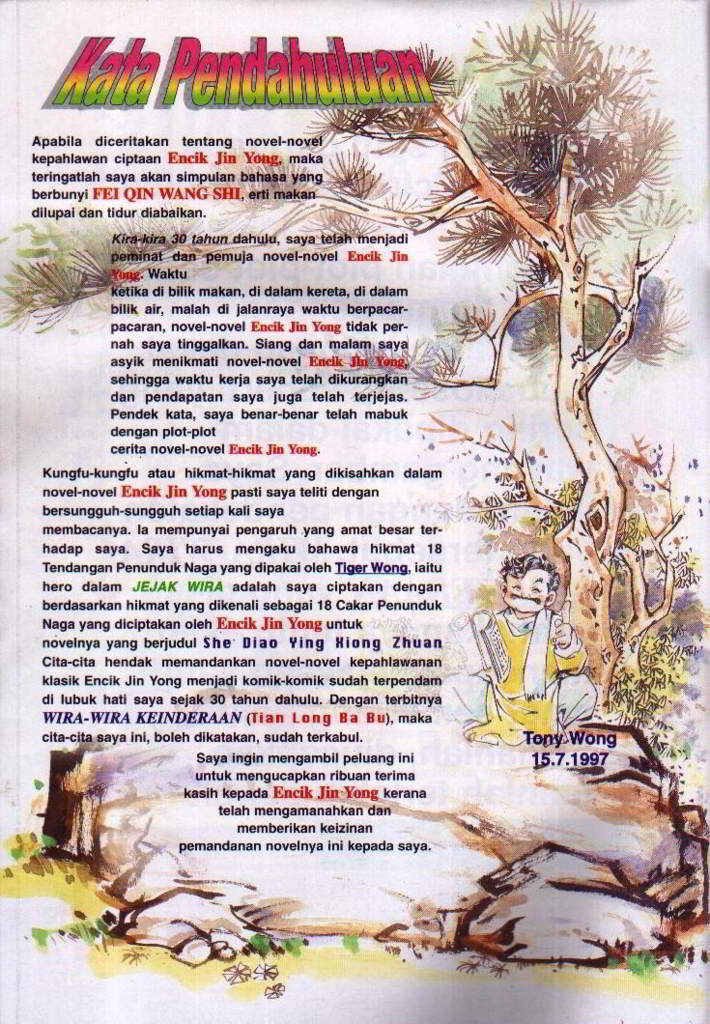 Kata Pendahuluan
Apabila diceritakan tentang novel-novel
kepahlawan ciptaan Encik Jin Yong, maka
teringatlah saya akan simpulan bahasa yang
berbunyi FEI QIN WANG SHI, erti makan
dilupai dan tidur diabaikan.
Kira-kira 30 tahun dahulu, saya telah menjadi
peminat dan pemuja novel-novel Encik Jin
Yong. Waktu
ketika di bilik makan, di dalam kereta, di dalam
bilik air, malah di jalanraya waktu berpacar-
pacaran, novel-novel Encik Jin Yong tidak per-
nah saya tinggalkan. Siang dan malam saya
asyik menikmati novel-novel Encik Jin Yong,
sehingga waktu kerja saya telah dikurangkan
dan pendapatan saya juga telah terjejas.
Pendek kata, saya benar-benar telah mabuk
dengan plot-plot
cerita novel-novel Encik Jin Yong.
Kungfu-kungfu atau hikmat-hikmat yang dikisahkan dalam
novel-novel Encik Jin Yong pasti saya teliti dengan
bersungguh-sungguh setiap kali saya
membacanya. Ia mempunyai pengaruh yang amat besar ter-
hadap saya. Saya harus mengaku bahawa hikmat 18
Tendangan Penunduk Naga yang dipakai oleh Tiger Wong, iaitu
hero dalam JEJAK WIRA adalah saya ciptakan dengan
berdasarkan hikmat yang dikenali sebagai 18 Cakar Penunduk
Naga yang diciptakan oleh Encik Jin Yong untuk
novelnya yang berjudul She Diao Ying Xiong Zhuan
Cita-cita hendak memandankan novel-novel kepahlawanan
klasik Encik Jin Yong menjadi komik-komik sudah terpendam
di lubuk hati saya sejak 30 tahun dahulu. Dengan terbitnya
WIRA-WIRA KEINDERAAN (Tian Long Ba Bu), maka
cita-cita saya ini, boleh dikatakan, sudah terkabul.
Saya ingin mengambil peluang ini
untuk mengucapkan ribuan terima
kasih kepada Encik Jin Yong kerana
telah mengamanahkan dan
memberikan keizinan
pemandanan novelnya ini kepada saya.
Tony Wong
15.7.1997